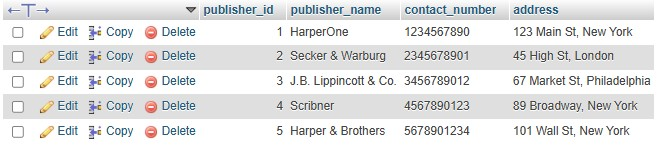 ←T→ publisher_id publisher_name contact_number address
Edit Copy Delete 1 HarperOne 1234567890 123 Main St, New York
Edit Copy Delete 2 Secker & Warburg 2345678901 45 High St, London
Edit Copy Delete 3 J.B. Lippincott & Co. 3456789012 67 Market St, Philadelphia
Edit Copy Delete 4 Scribner 4567890123 89 Broadway, New York
Edit Copy Delete 5 Harper & Brothers 5678901234 101 Wall St, New York